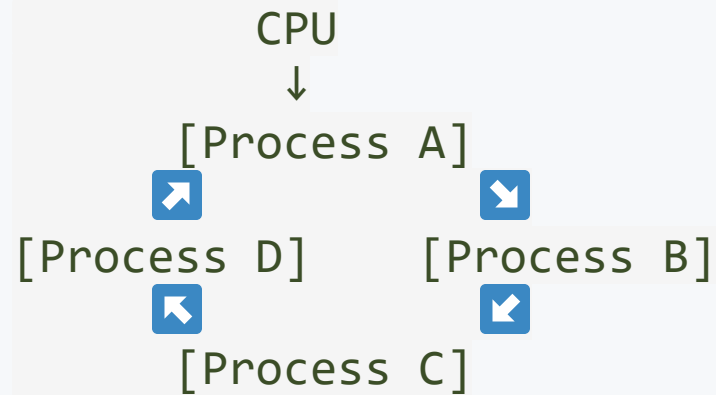 CPU
↓
[Process A]
↗ ↘
[Process D] [Process B]
↖ ↙
[Process C]